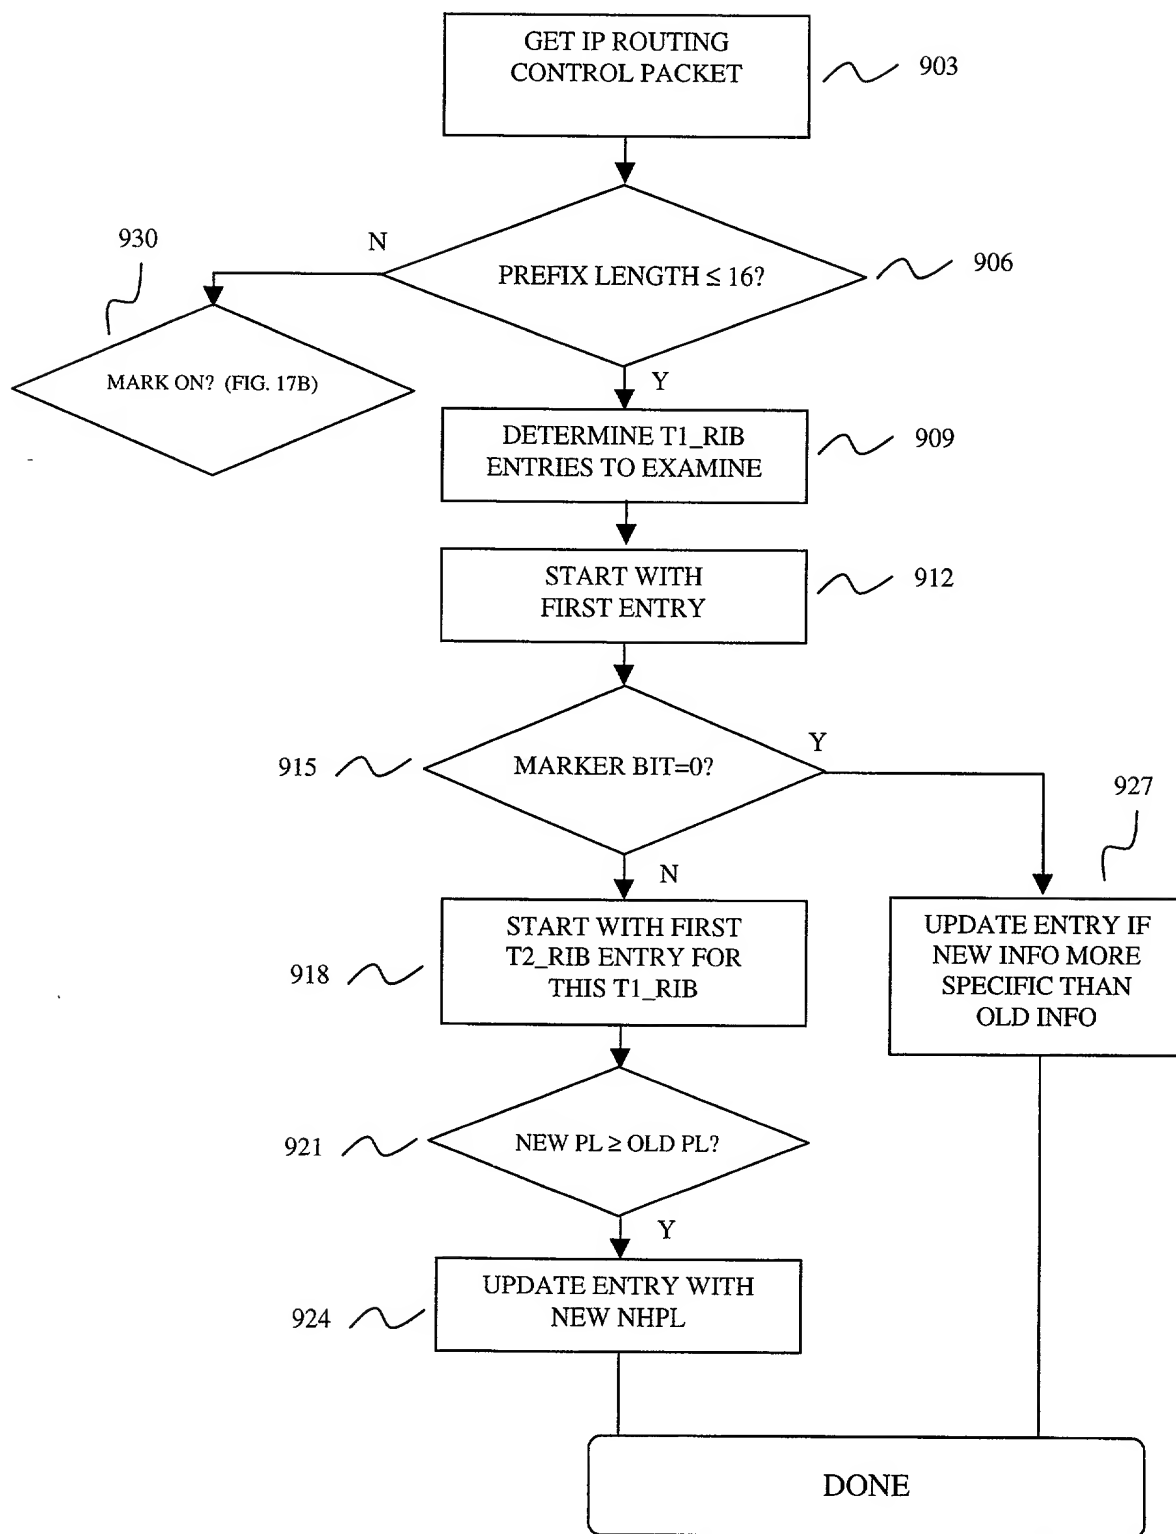 GET IP ROUTING
CONTROL PACKET
903
930
N
PREFIX LENGTH ≤ 16?
906
MARK ON? (FIG. 17B)
Y
DETERMINE T1_RIB
ENTRIES TO EXAMINE
909
START WITH
FIRST ENTRY
912
915
MARKER BIT=0?
Y
927
N
START WITH FIRST
T2_RIB ENTRY FOR
THIS T1_RIB
918
UPDATE ENTRY IF
NEW INFO MORE
SPECIFIC THAN
OLD INFO
921
NEW PL ≥ OLD PL?
Y
UPDATE ENTRY WITH
NEW NHPL
924
DONE